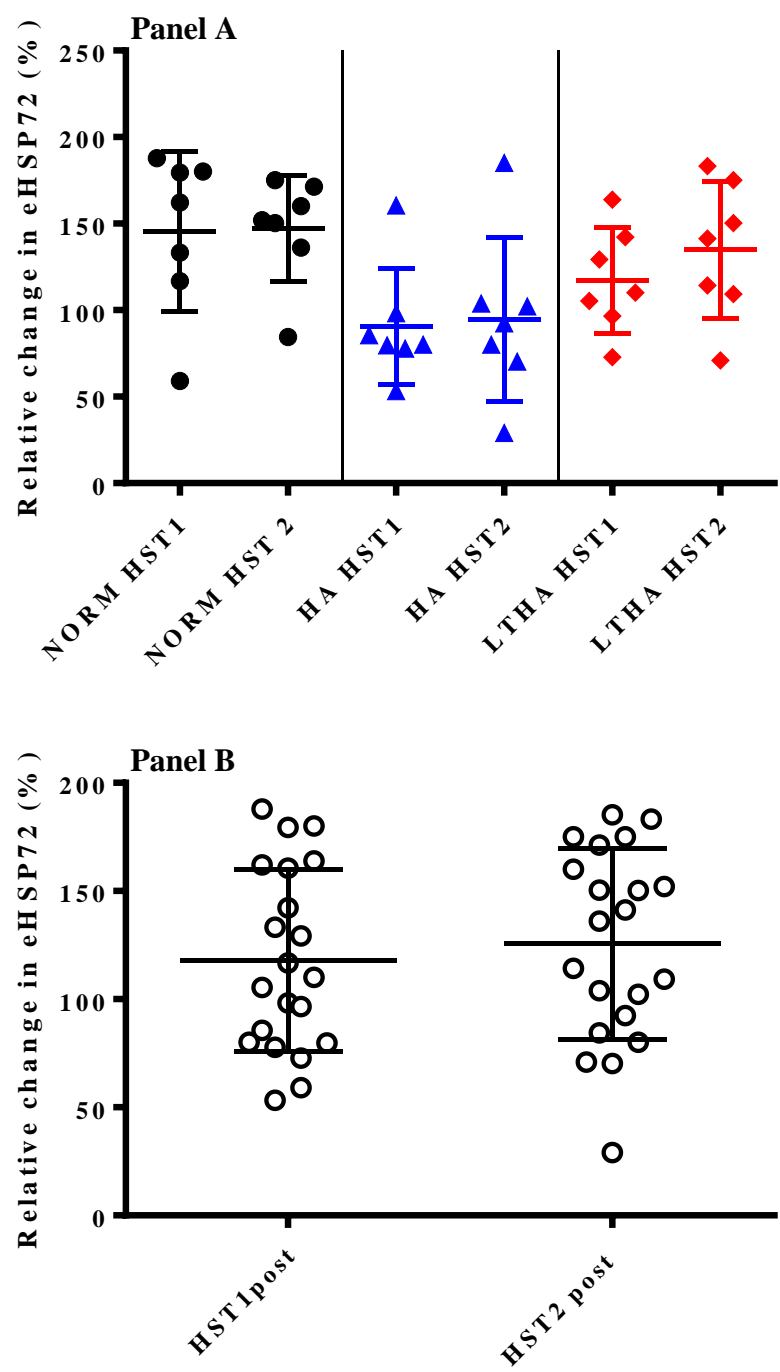 Panel A
Relative change in eHSP72 (%)
250
200
150
100
50
0
NORM HST1
NORM HST 2
HA HST1
HA HST2
LTHA HST1
LTHA HST2
Panel B
Relative change in eHSP72 (%)
200
150
100
50
0
HST1post
HST2 post